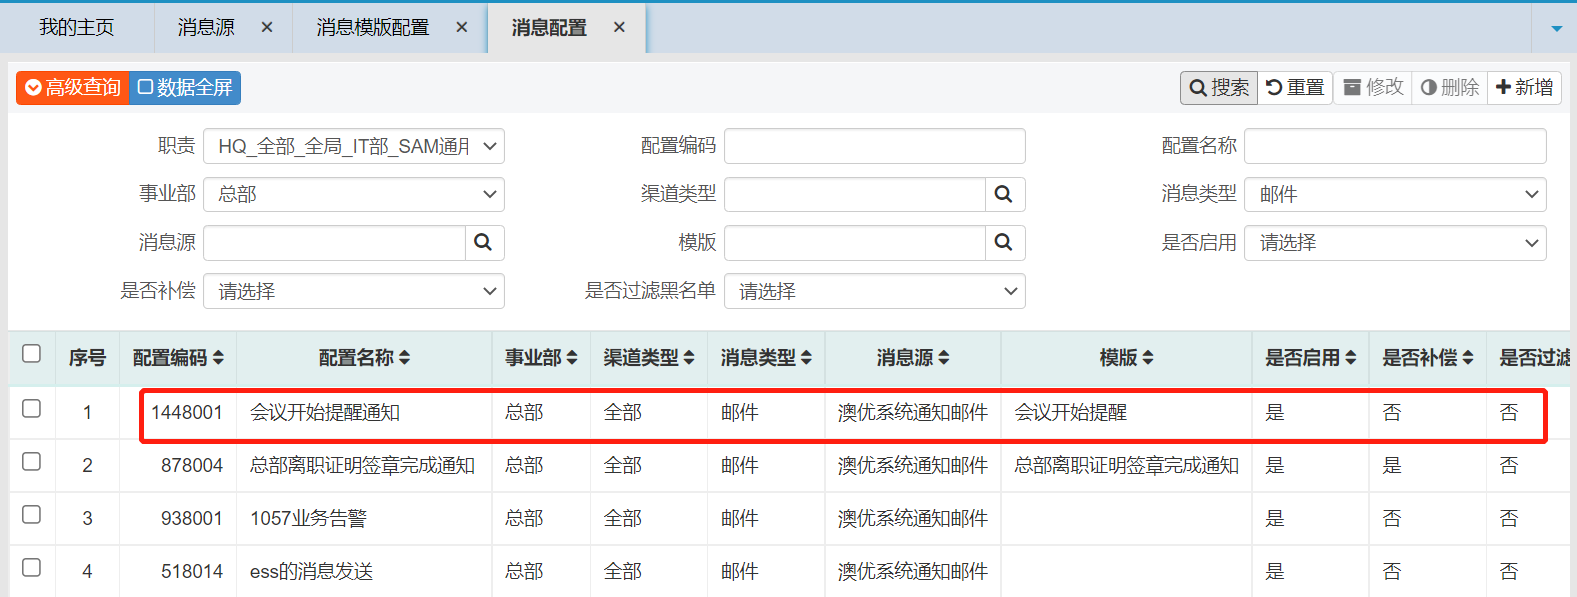 我的主页 消息源 ✕ 消息模版配置 ✕ 消息配置 ✕
高级查询 数据全屏 搜索 重置 修改 删除 新增
职责 HQ_全部_全局_IT部_SAM通用 配置编码 配置名称
事业部 总部 渠道类型 消息类型 邮件
消息源 模版 是否启用 请选择
是否补偿 请选择 是否过滤黑名单 请选择
序号 配置编码 配置名称 事业部 渠道类型 消息类型 消息源 模版 是否启用 是否补偿 是否过滤
1 1448001 会议开始提醒通知 总部 全部 邮件 澳优系统通知邮件 会议开始提醒 是 否 否
2 878004 总部离职证明签章完成通知 总部 全部 邮件 澳优系统通知邮件 总部离职证明签章完成通知 是 是 否
3 938001 1057业务告警 总部 全部 邮件 澳优系统通知邮件 是 否 否
4 518014 ess的消息发送 总部 全部 邮件 澳优系统通知邮件 是 否 否